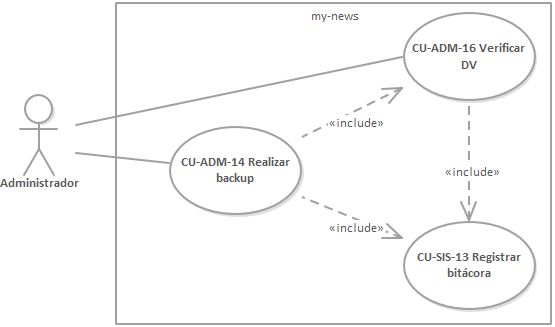 my-news
CU-ADM-16 Verificar
DV
«include»
CU-ADM-14 Realizar
backup
Administrador
«include»
«include»
CU-SIS-13 Registrar
bitácora